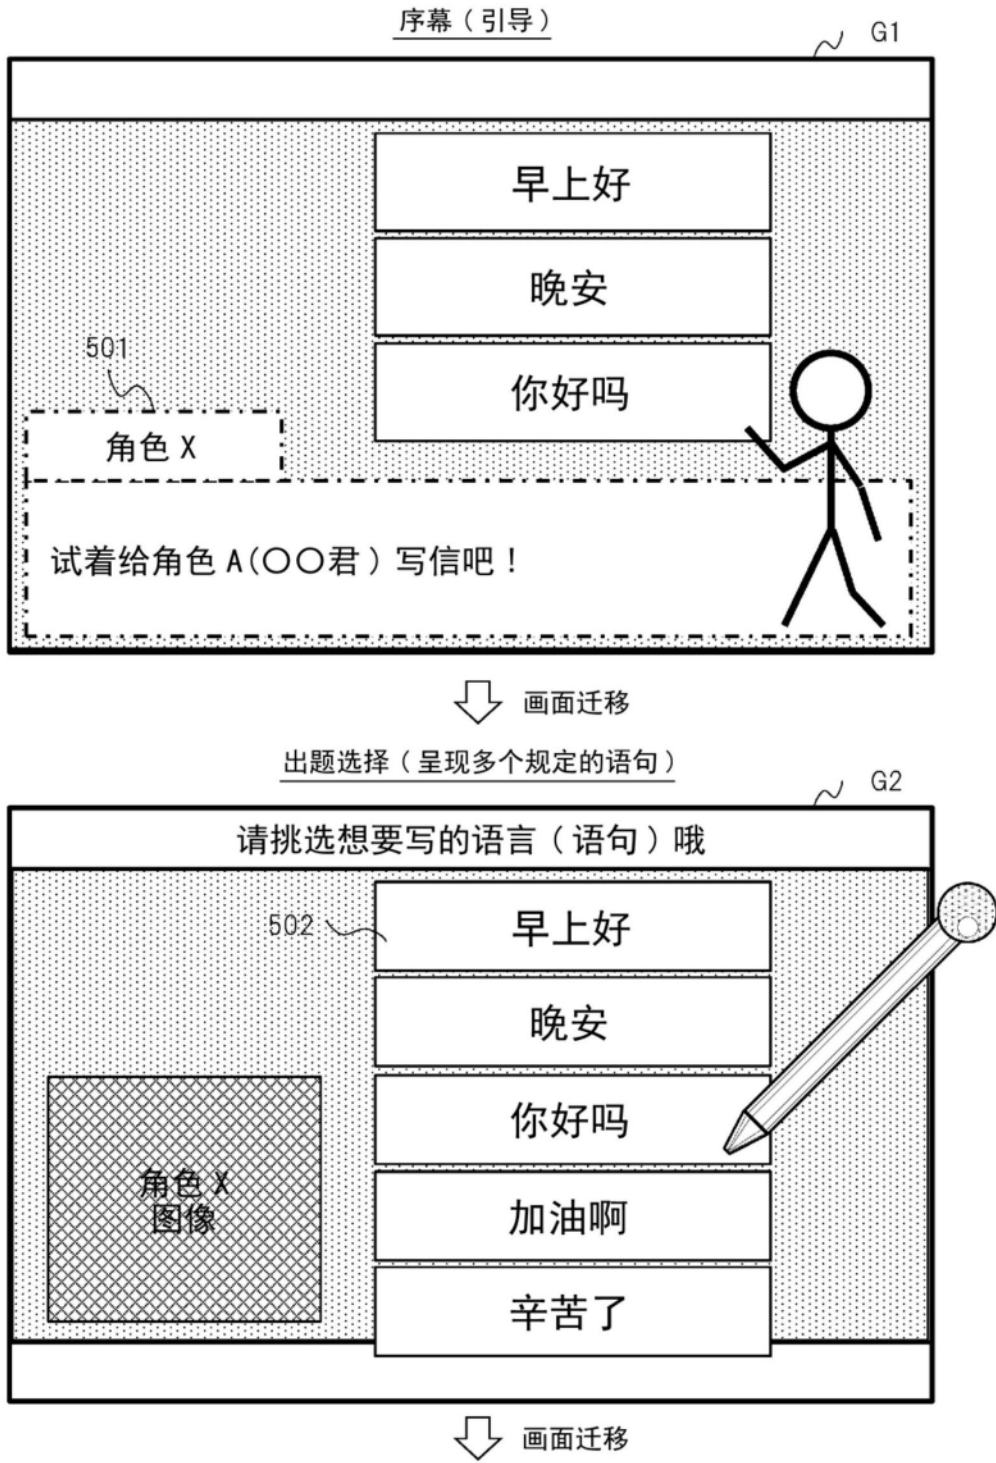 序幕（引导）
G1
早上好
晚安
你好吗
501
角色 X
试着给角色 A(〇〇君）写信吧！
画面迁移
出题选择（呈现多个规定的语句）
G2
请挑选想要写的语言（语句）哦
502
早上好
晚安
你好吗
加油啊
辛苦了
角色 X
图像
画面迁移